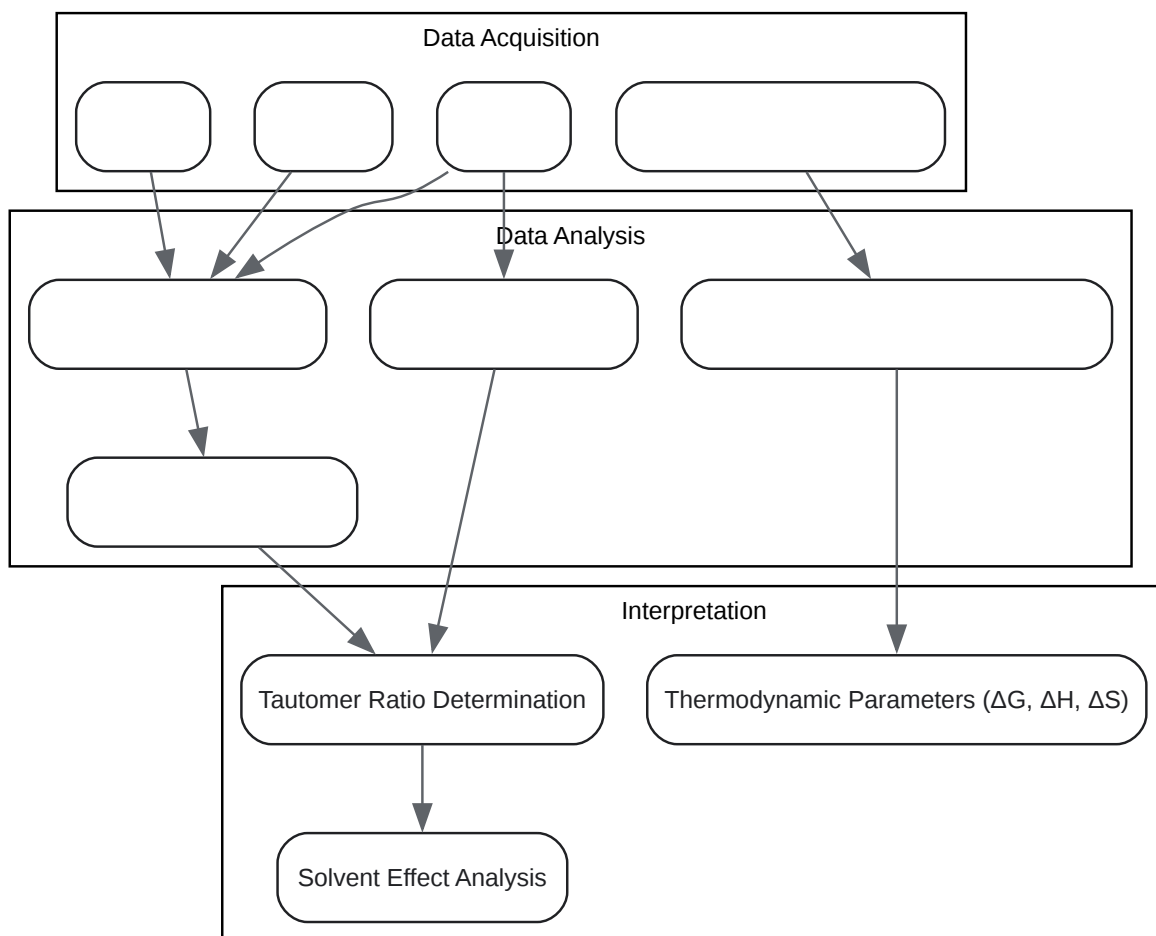 Data Acquisition
Data Analysis
Interpretation
Tautomer Ratio Determination
Thermodynamic Parameters (ΔG, ΔH, ΔS)
Solvent Effect Analysis